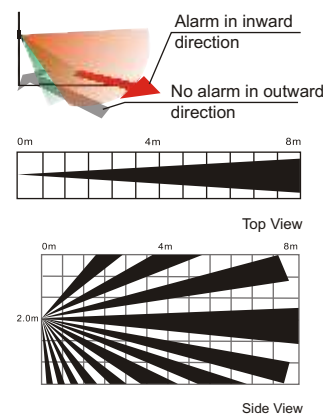 Alarm in inward
direction
No alarm in outward
direction
0m 4m 8m
Top View
0m 4m 8m
2.0m
Side View